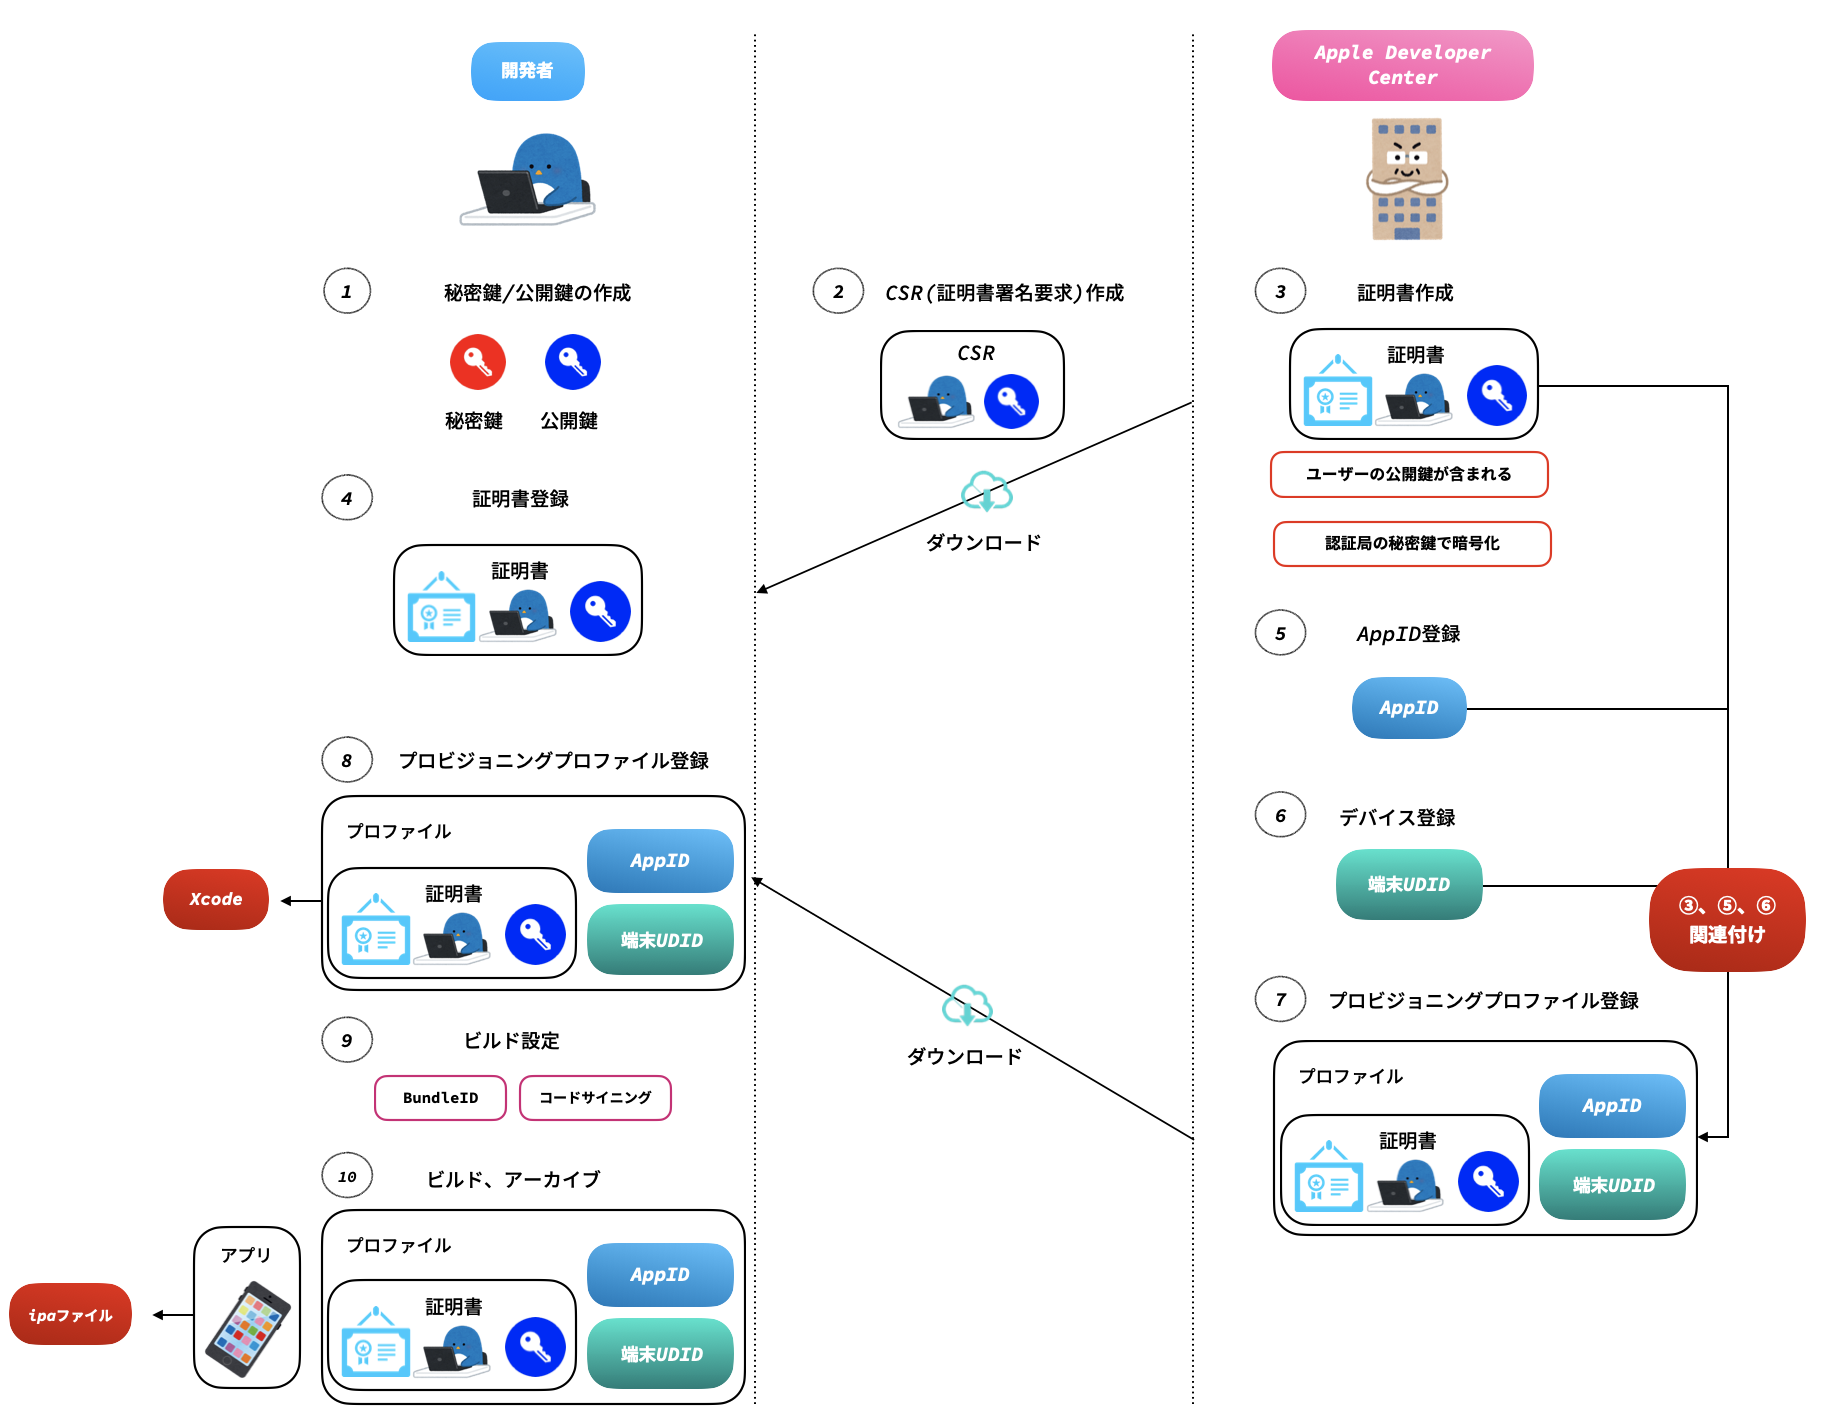 開発者
Apple Developer
Center
1
秘密鍵/公開鍵の作成
秘密鍵
公開鍵
2
CSR(証明書署名要求)作成
CSR
3
証明書作成
証明書
ユーザーの公開鍵が含まれる
認証局の秘密鍵で暗号化
4
証明書登録
証明書
ダウンロード
5
AppID登録
AppID
6
デバイス登録
端末UDID
③、⑤、⑥
関連付け
7
プロビジョニングプロファイル登録
プロファイル
証明書
AppID
端末UDID
ダウンロード
8
プロビジョニングプロファイル登録
プロファイル
証明書
AppID
端末UDID
Xcode
9
ビルド設定
BundleID
コードサイニング
10
ビルド、アーカイブ
プロファイル
証明書
AppID
端末UDID
アプリ
ipaファイル